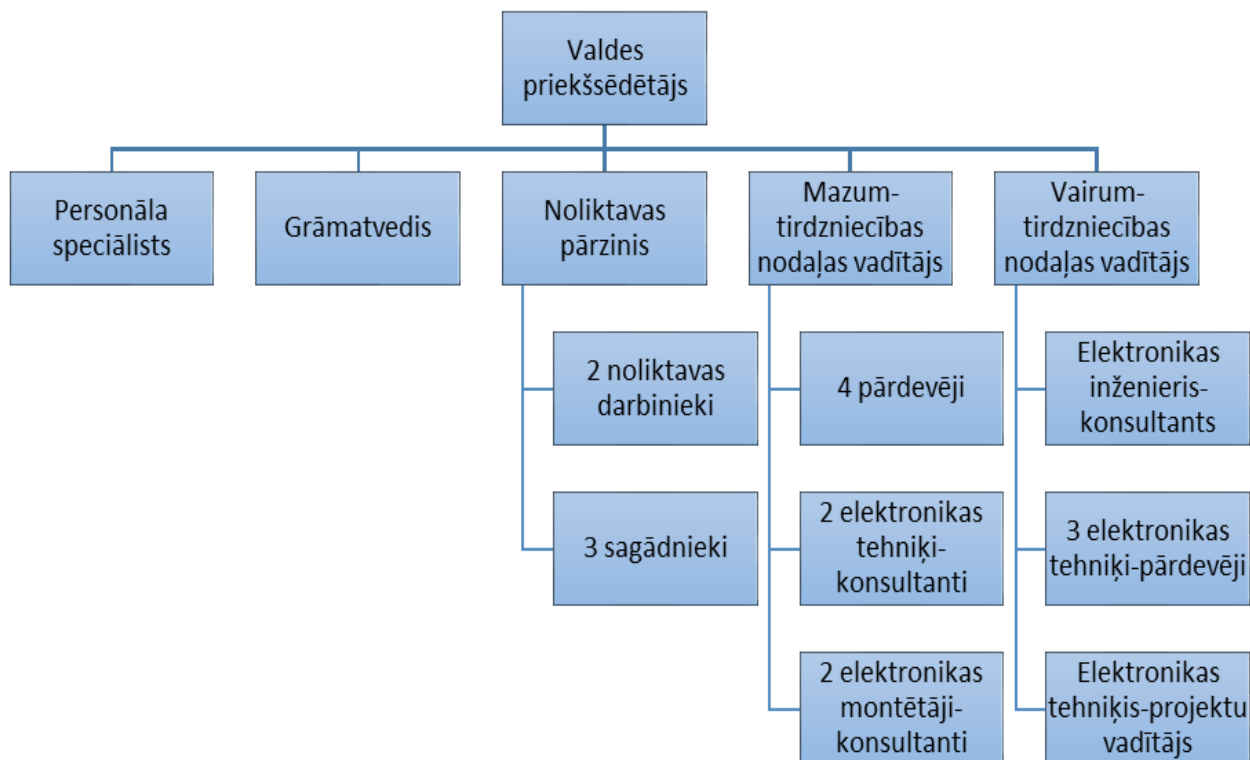 Valdes
priekšsēdētājs
Personāla
speciālists
Grāmatvedis
Noliktavas
pārzinis
Mazum-
tirdzniecības
nodaļas vadītājs
Vairum-
tirdzniecības
nodaļas vadītājs
2 noliktavas
darbinieki
4 pārdevēji
Elektronikas
inženieris-
konsultants
3 sagādnieki
2 elektronikas
tehniķi-
konsultanti
3 elektronikas
tehniķi-pārdevēji
2 elektronikas
montētāji-
konsultanti
Elektronikas
tehniķis-projektu
vadītājs